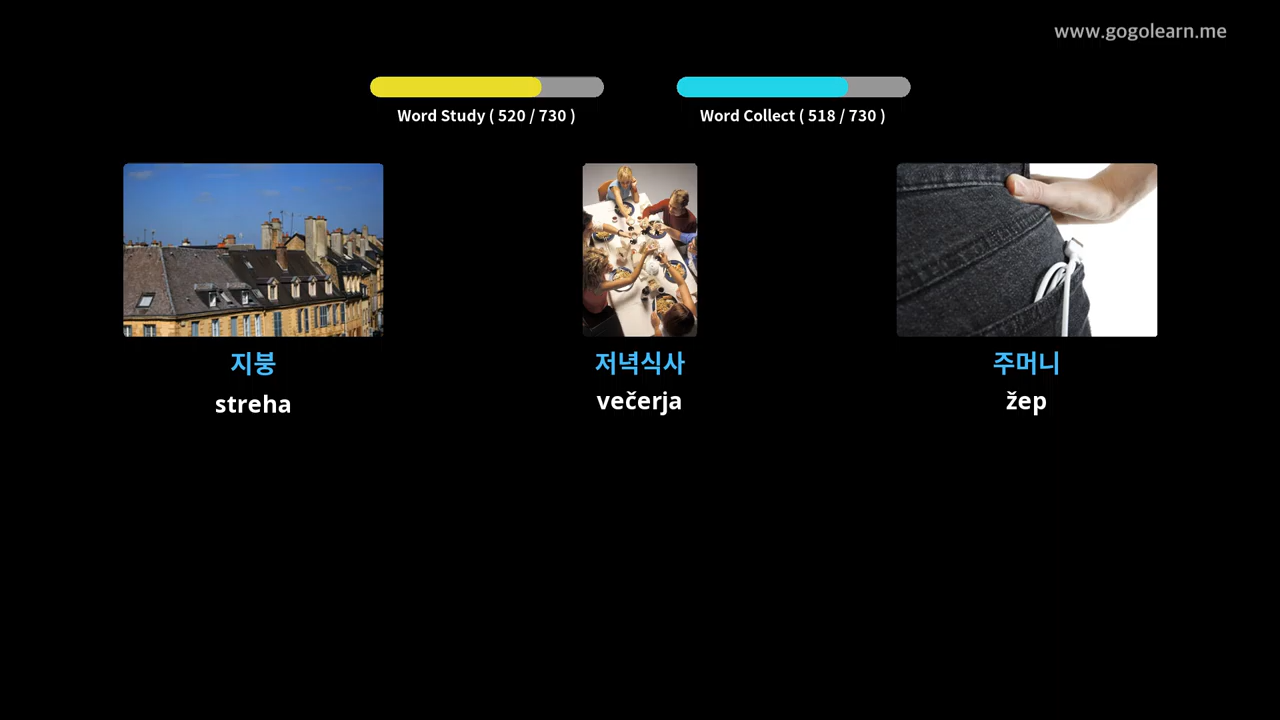 www.gogolearn.me
Word Study ( 520 / 730 )
Word Collect ( 518 / 730 )
지붕
저녁식사
주머니
streha
večerja
žep